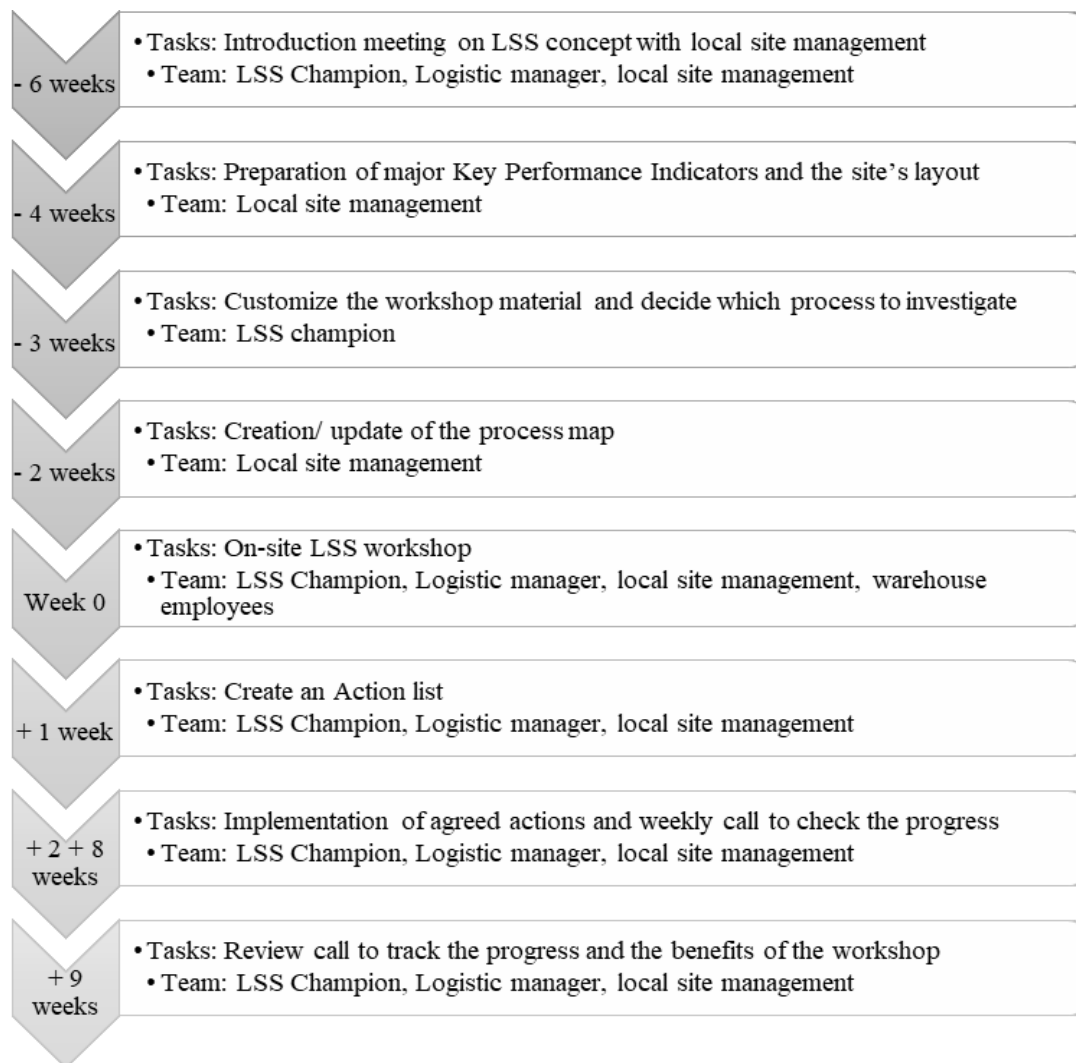 - 6 weeks
• Tasks: Introduction meeting on LSS concept with local site management
• Team: LSS Champion, Logistic manager, local site management
- 4 weeks
• Tasks: Preparation of major Key Performance Indicators and the site’s layout
• Team: Local site management
- 3 weeks
• Tasks: Customize the workshop material and decide which process to investigate
• Team: LSS champion
- 2 weeks
• Tasks: Creation/ update of the process map
• Team: Local site management
Week 0
• Tasks: On-site LSS workshop
• Team: LSS Champion, Logistic manager, local site management, warehouse
employees
+ 1 week
• Tasks: Create an Action list
• Team: LSS Champion, Logistic manager, local site management
+ 2 + 8
weeks
• Tasks: Implementation of agreed actions and weekly call to check the progress
• Team: LSS Champion, Logistic manager, local site management
+ 9
weeks
• Tasks: Review call to track the progress and the benefits of the workshop
• Team: LSS Champion, Logistic manager, local site management